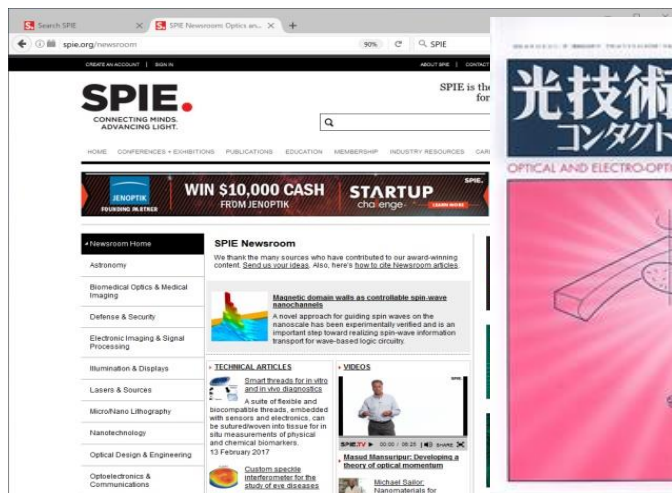 Search SPIE
SPIE Newsroom: Optics an...
spie.org/newsroom
90%
SPIE
CREATE AN ACCOUNT | SIGN IN
ABOUT SPIE | CONTACT
SPIE.
CONNECTING MINDS.
ADVANCING LIGHT.
SPIE is the
for
HOME CONFERENCES + EXHIBITIONS PUBLICATIONS EDUCATION MEMBERSHIP INDUSTRY RESOURCES CAR
JENOPTIK
FOUNDING PARTNER
WIN $10,000 CASH
FROM JENOPTIK
STARTUP
challenge
LEARN MORE
SPIE.
Newsroom Home
Astronomy
Biomedical Optics & Medical
Imaging
Defense & Security
Electronic Imaging & Signal
Processing
Illumination & Displays
Lasers & Sources
Micro/Nano Lithography
Nanotechnology
Optical Design & Engineering
Optoelectronics &
Communications
SPIE Newsroom
We thank the many sources who have contributed to our award-winning
content. Send us your ideas. Also, here's how to cite Newsroom articles.
Magnetic domain walls as controllable spin-wave
nanochannels
A novel approach for guiding spin waves on the
nanoscale has been experimentally verified and is an
important step toward realizing spin-wave information
transport for wave-based logic circuitry.
TECHNICAL ARTICLES
Smart threads for in vitro
and in vivo diagnostics
A suite of flexible and
biocompatible threads, embedded
with sensors and electronics, can
be sutured/woven into tissue for in
situ measurements of physical
and chemical biomarkers.
13 February 2017
Custom speckle
interferometer for the
study of eye diseases
VIDEOS
SPIE.
SPIE.TV 00:00 / 06:25 SHARE
Masud Mansuripur: Developing a
theory of optical momentum
Michael Sailor:
Nanomaterials for
光技術
コンタクト
OPTICAL AND ELECTRO-OPTI